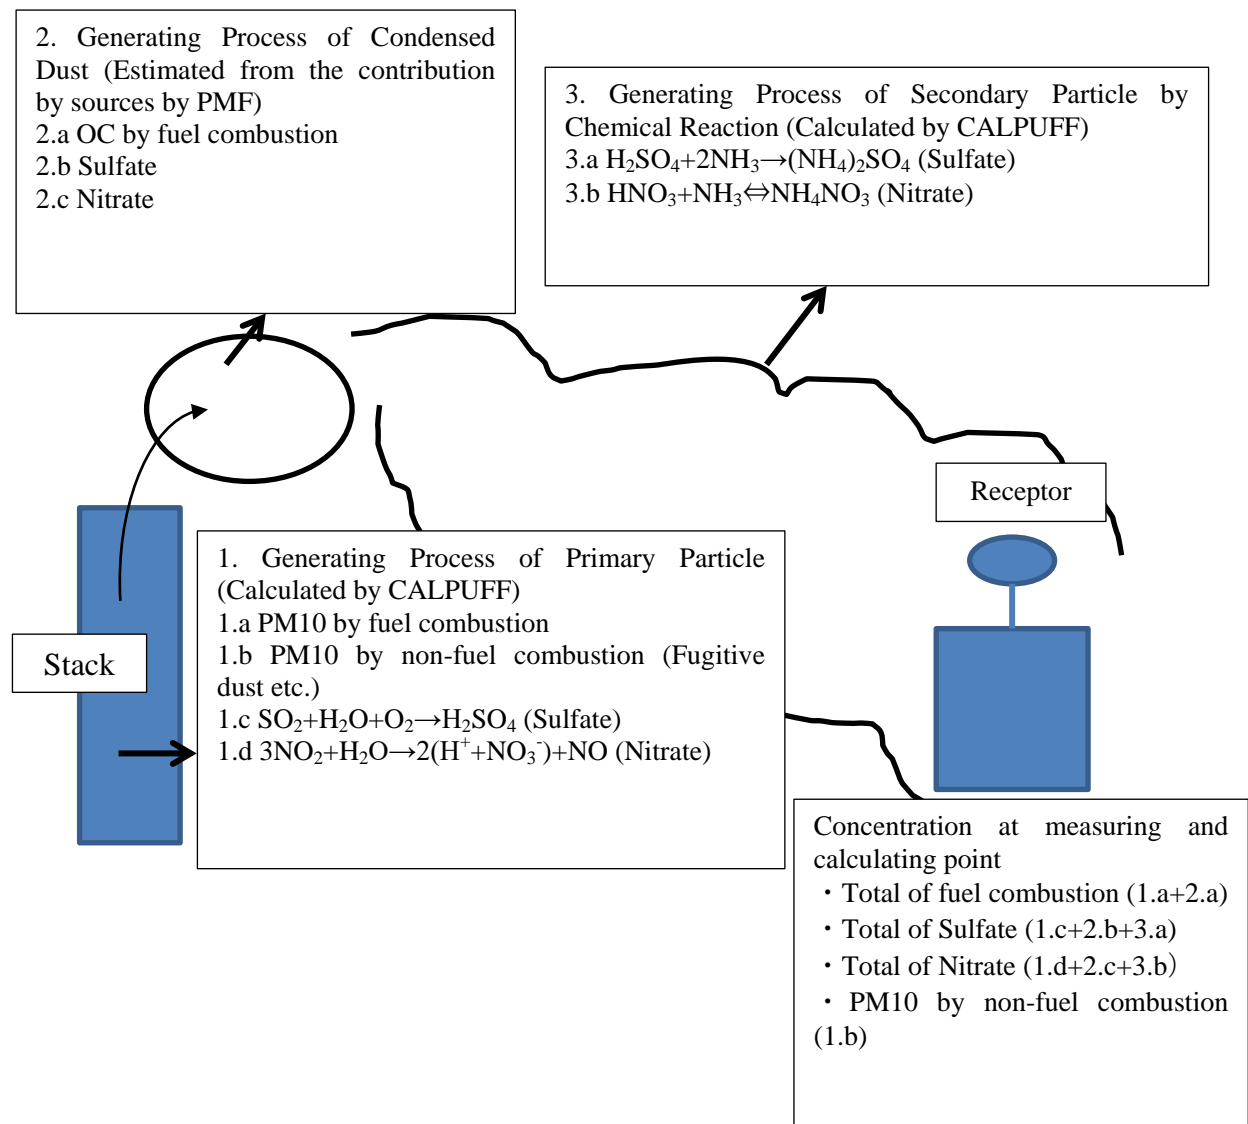 2. Generating Process of Condensed
Dust (Estimated from the contribution
by sources by PMF)
2.a OC by fuel combustion
2.b Sulfate
2.c Nitrate
3. Generating Process of Secondary Particle by
Chemical Reaction (Calculated by CALPUFF)
3.a H₂SO₄+2NH₃→(NH₄)₂SO₄ (Sulfate)
3.b HNO₃+NH₃⇔NH₄NO₃ (Nitrate)
Receptor
1. Generating Process of Primary Particle
(Calculated by CALPUFF)
1.a PM10 by fuel combustion
1.b PM10 by non-fuel combustion (Fugitive
dust etc.)
1.c SO₂+H₂O+O₂→H₂SO₄ (Sulfate)
1.d 3NO₂+H₂O→2(H⁺+NO₃⁻)+NO (Nitrate)
Stack
Concentration at measuring and
calculating point
・Total of fuel combustion (1.a+2.a)
・Total of Sulfate (1.c+2.b+3.a)
・Total of Nitrate (1.d+2.c+3.b）
・PM10 by non-fuel combustion
(1.b)